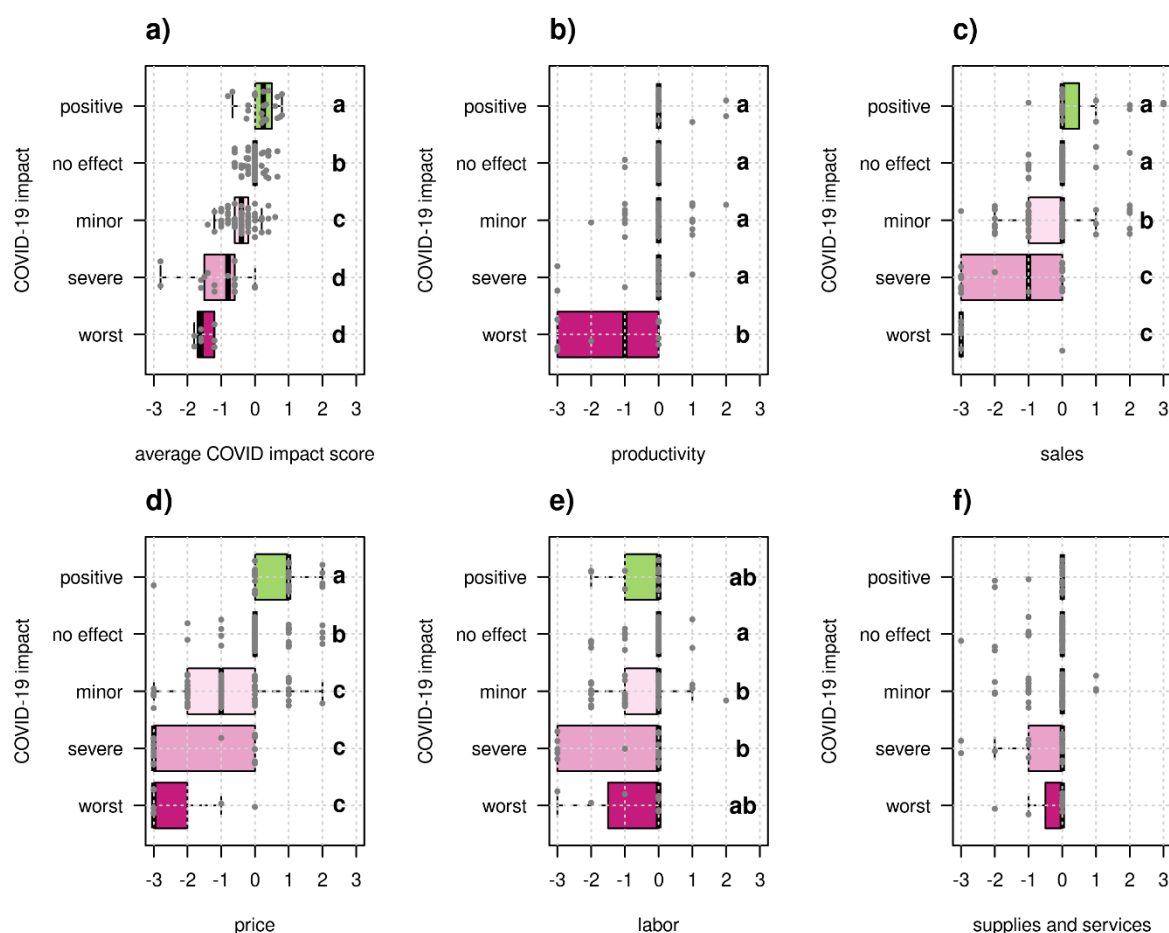 a)
COVID-19 impact
positive
no effect
minor
severe
worst
a
b
c
d
d
-3 -2 -1 0 1 2 3
average COVID impact score
b)
COVID-19 impact
positive
no effect
minor
severe
worst
a
a
a
a
b
-3 -2 -1 0 1 2 3
productivity
c)
COVID-19 impact
positive
no effect
minor
severe
worst
a
a
b
c
c
-3 -2 -1 0 1 2 3
sales
d)
COVID-19 impact
positive
no effect
minor
severe
worst
a
b
c
c
c
-3 -2 -1 0 1 2 3
price
e)
COVID-19 impact
positive
no effect
minor
severe
worst
ab
a
b
b
ab
-3 -2 -1 0 1 2 3
labor
f)
COVID-19 impact
positive
no effect
minor
severe
worst
-3 -2 -1 0 1 2 3
supplies and services